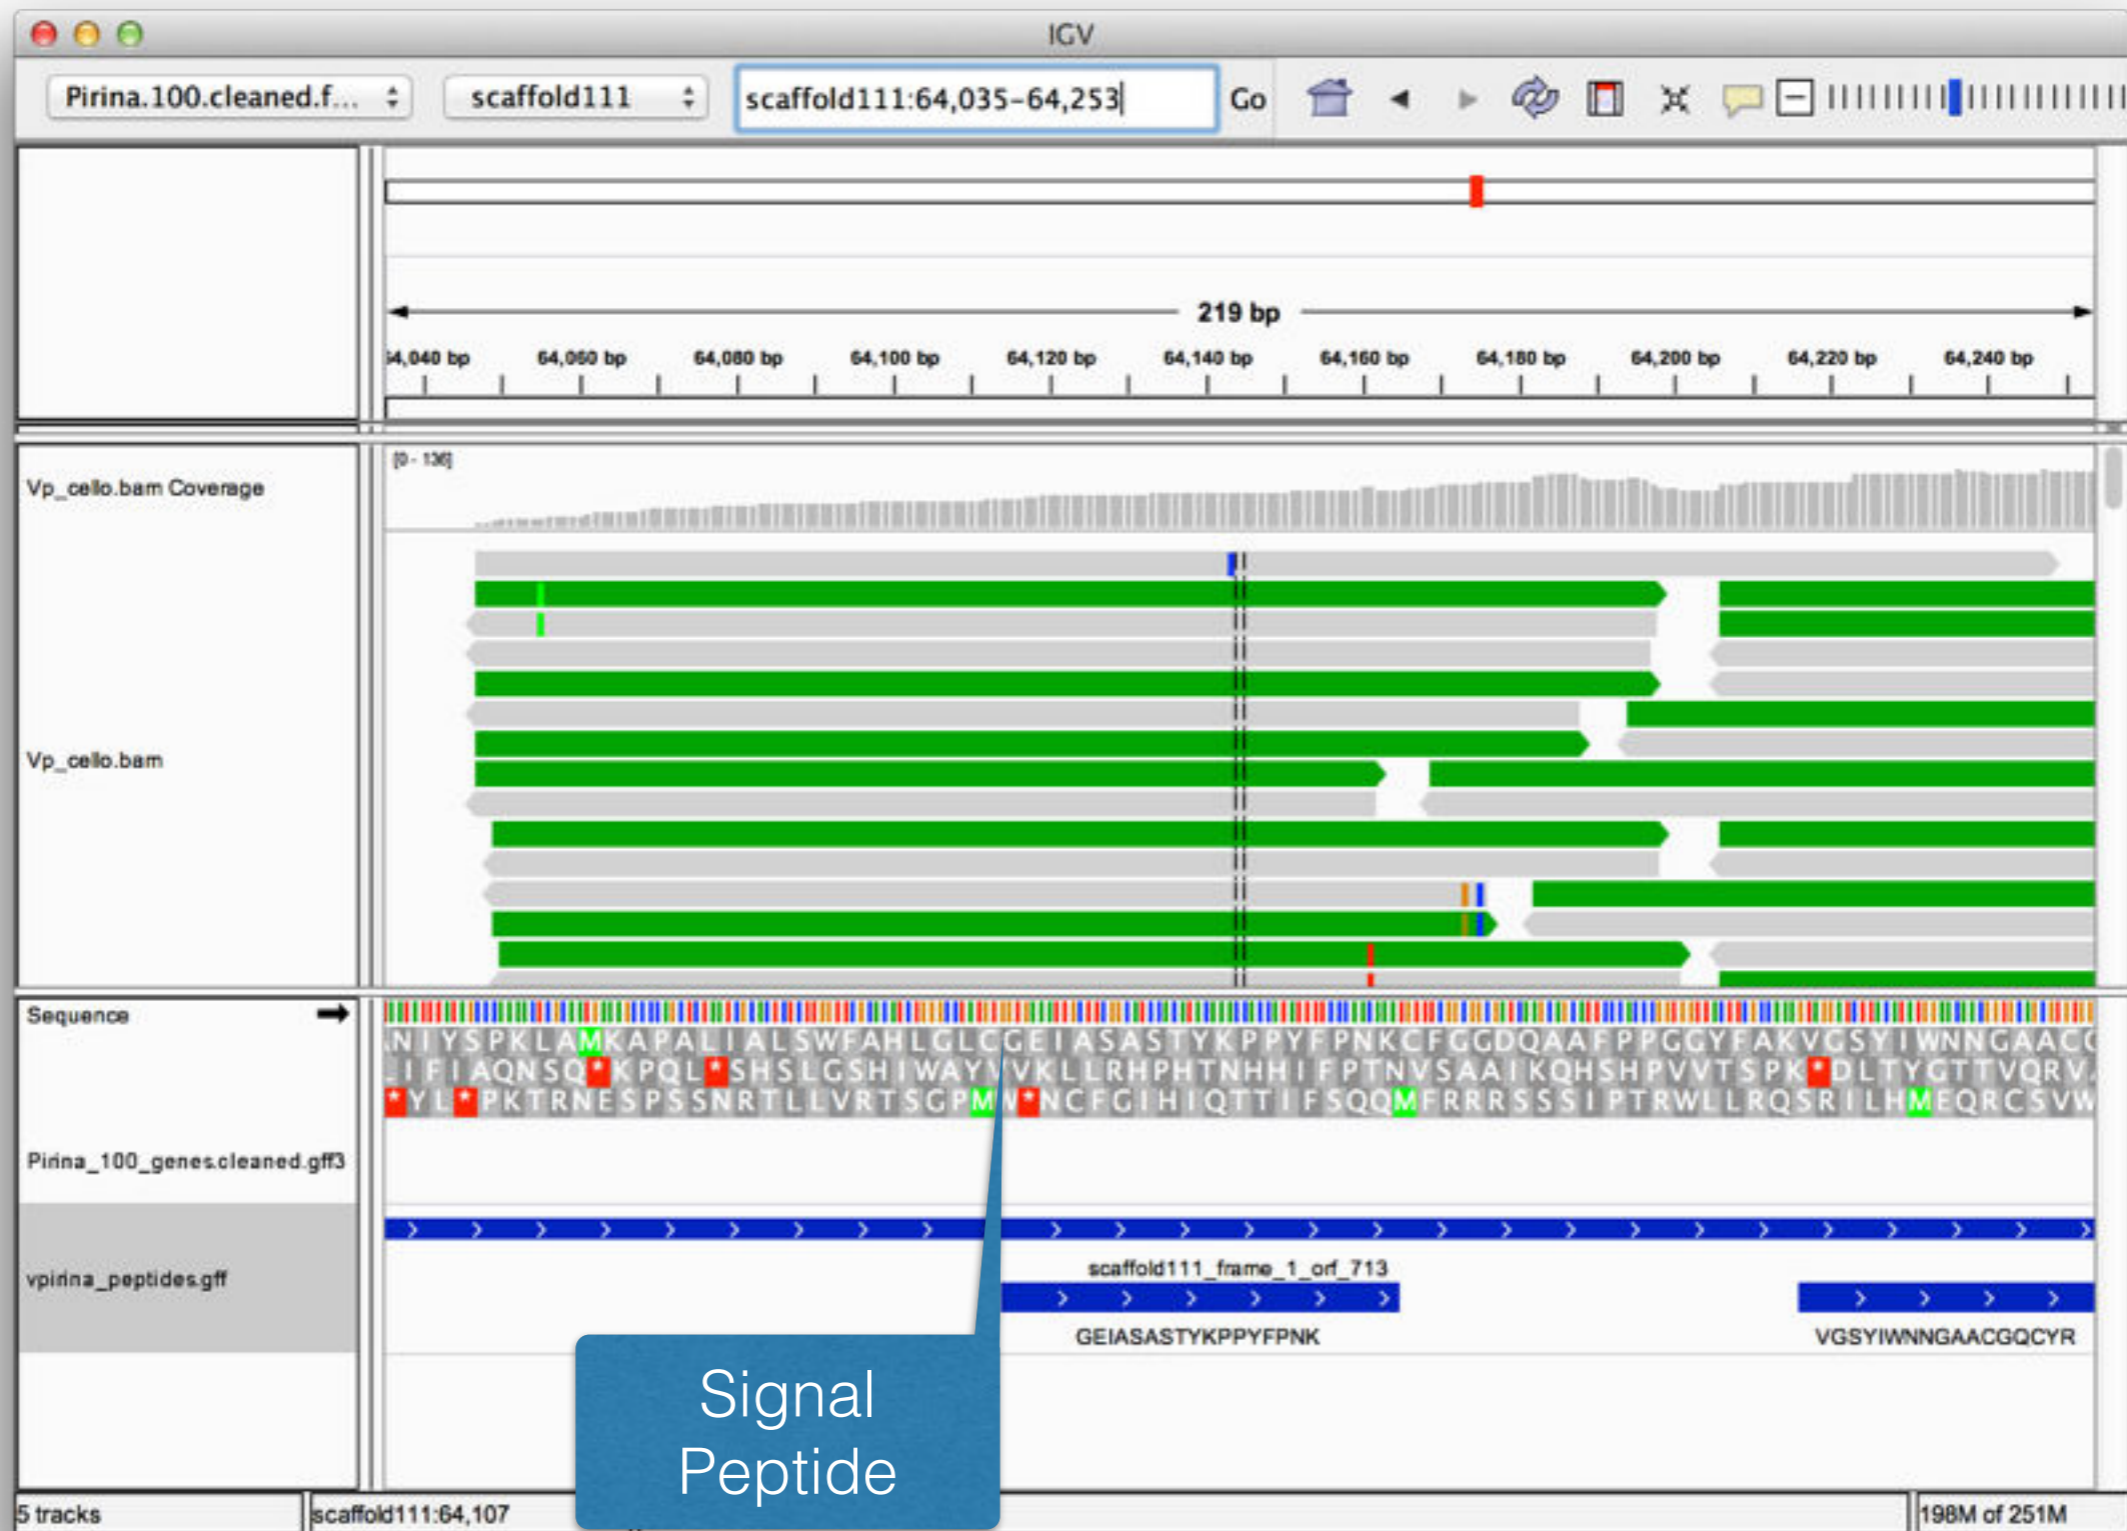 IGV
Pirina.100.cleaned.f... scaffold111 scaffold111:64,035-64,253 Go
219 bp
64,040 bp 64,060 bp 64,080 bp 64,100 bp 64,120 bp 64,140 bp 64,160 bp 64,180 bp 64,200 bp 64,220 bp 64,240 bp
[0 - 136]
Vp_cello.bam Coverage
Vp_cello.bam
Sequence
NIYSPKLAMKAPALIALSWFAHLGLCGEIASASTYKPPYFPNKCFGGDQAAFPPGGYFAKVGSYIWNNGAAC
IFIAQNSQ*KPQL*SHSLGSHIWAYVVKLLRHPHTNHHIFPTNVSAAIKQHSHPVVTSPK*DLTYGTTVQRV
*YL*PKTRNESPSSNRTLLVRTSGPMW*NCFGIHIQTTIFSQQMFRRRSSSIPTRWLLRQSRILHMEQRCSVW
Pirina_100_genes.cleaned.gff3
vpirina_peptides.gff
scaffold111_frame_1_orf_713
GEIASASTYKPPYFPNK VGSYIWNNGAACGQCYR
Signal
Peptide
5 tracks scaffold111:64,107 198M of 251M